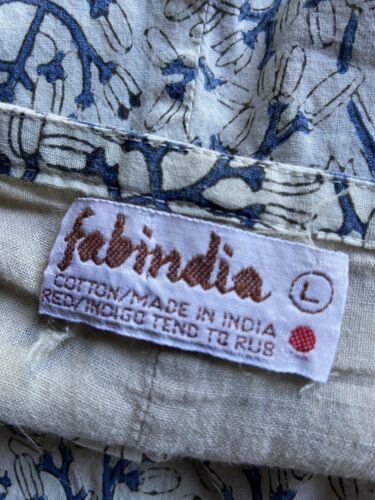 fabindia
L
COTTON/MADE IN INDIA
RED/INDIGO TEND TO RUB